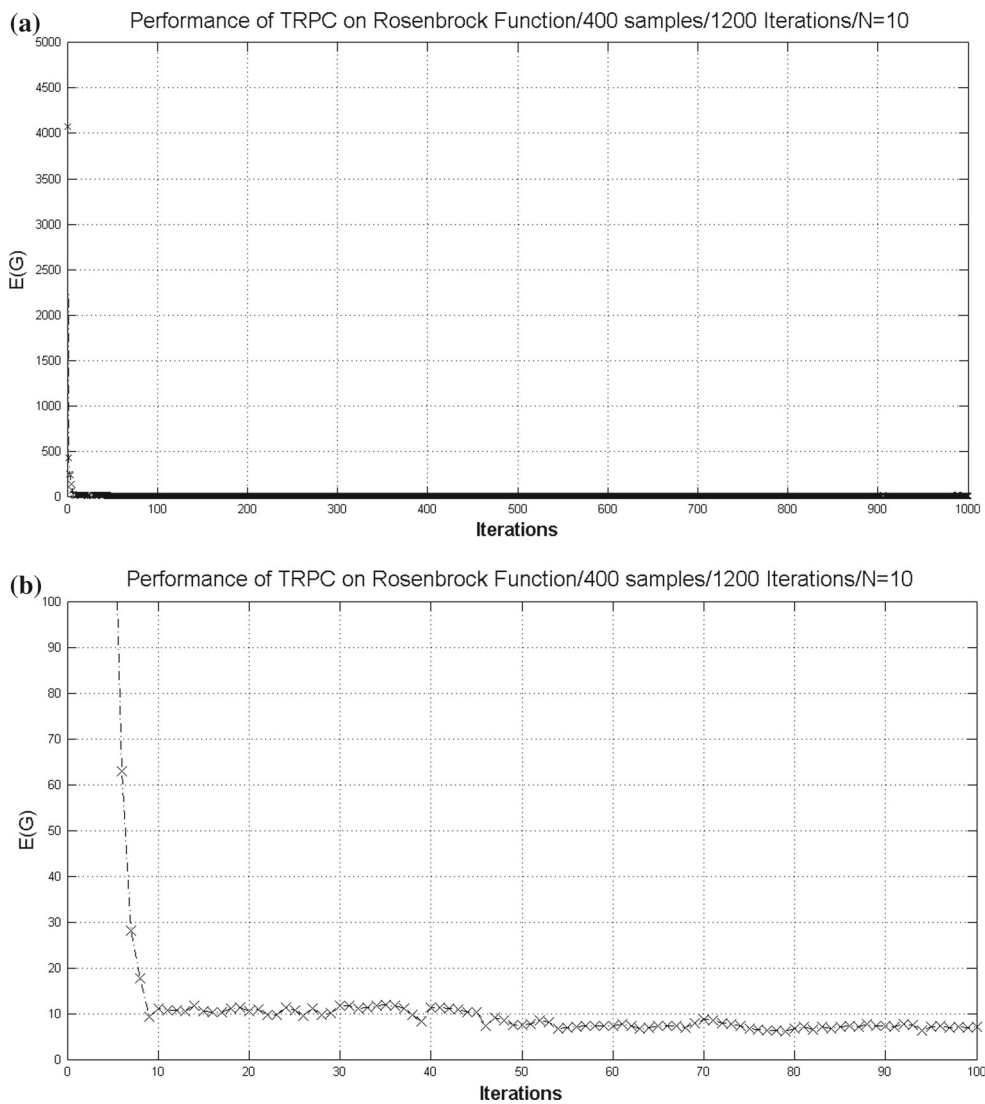 (a)
Performance of TRPC on Rosenbrock Function/400 samples/1200 Iterations/N=10
5000
4500
4000
3500
3000
2500
2000
1500
1000
500
0
E(G)
0 100 200 300 400 500 600 700 800 900 1000
Iterations
(b)
Performance of TRPC on Rosenbrock Function/400 samples/1200 Iterations/N=10
100
90
80
70
60
50
40
30
20
10
0
E(G)
0 10 20 30 40 50 60 70 80 90 100
Iterations